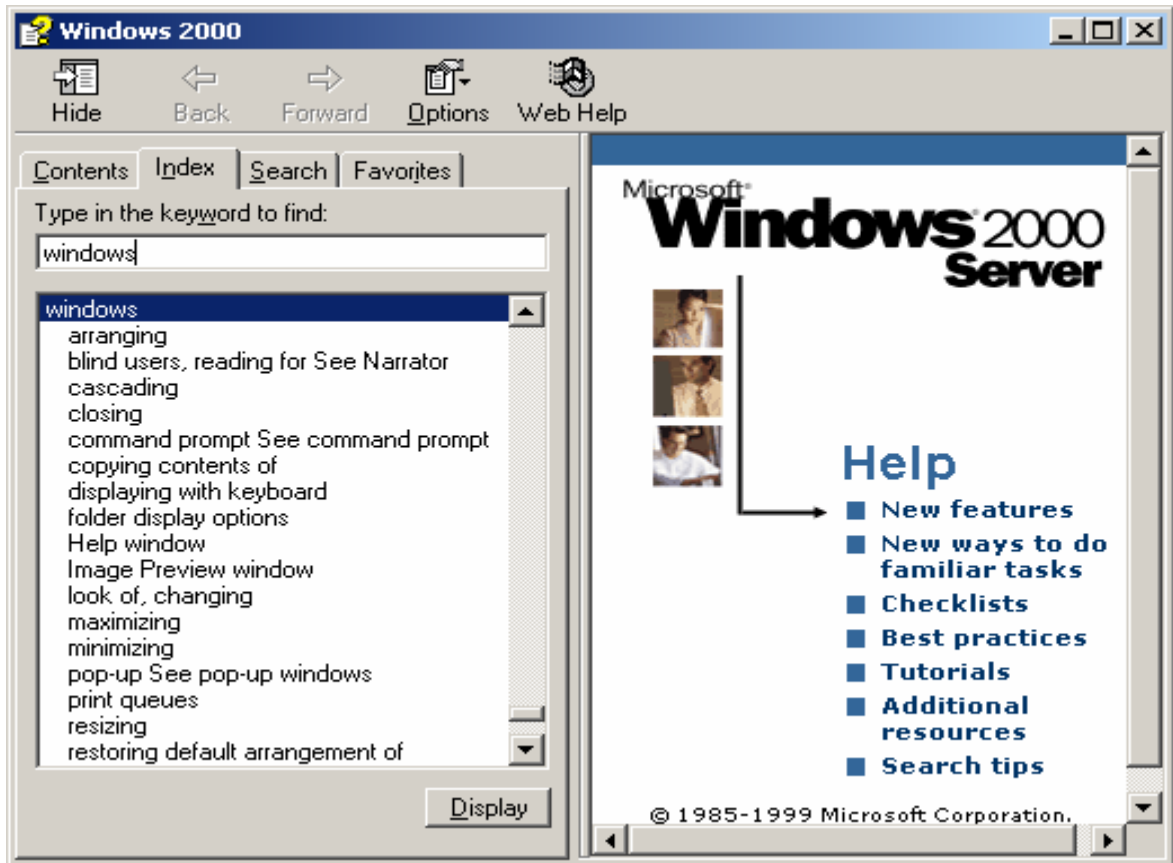 Windows 2000
Hide Back Forward Options Web Help
Contents Index Search Favorites
Type in the keyword to find:
windows
windows
arranging
blind users, reading for See Narrator
cascading
closing
command prompt See command prompt
copying contents of
displaying with keyboard
folder display options
Help window
Image Preview window
look of, changing
maximizing
minimizing
pop-up See pop-up windows
print queues
resizing
restoring default arrangement of
Display
Microsoft®
Windows® 2000
Server
Help
New features
New ways to do
familiar tasks
Checklists
Best practices
Tutorials
Additional
resources
Search tips
© 1985-1999 Microsoft Corporation.